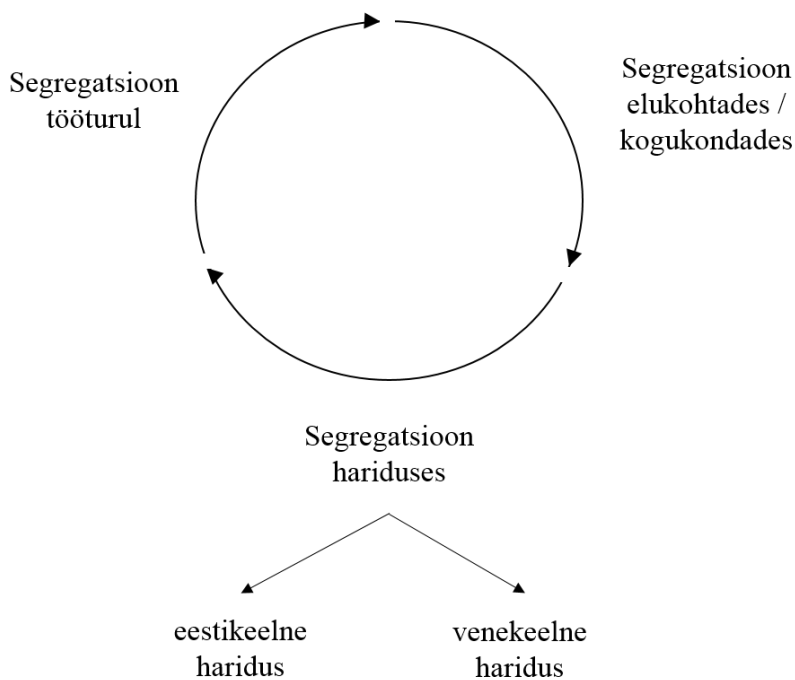 Segregatsioon
tööturul
Segregatsioon
elukohtades /
kogukondades
Segregatsioon
hariduses
eestikeelne
haridus
venekeelne
haridus